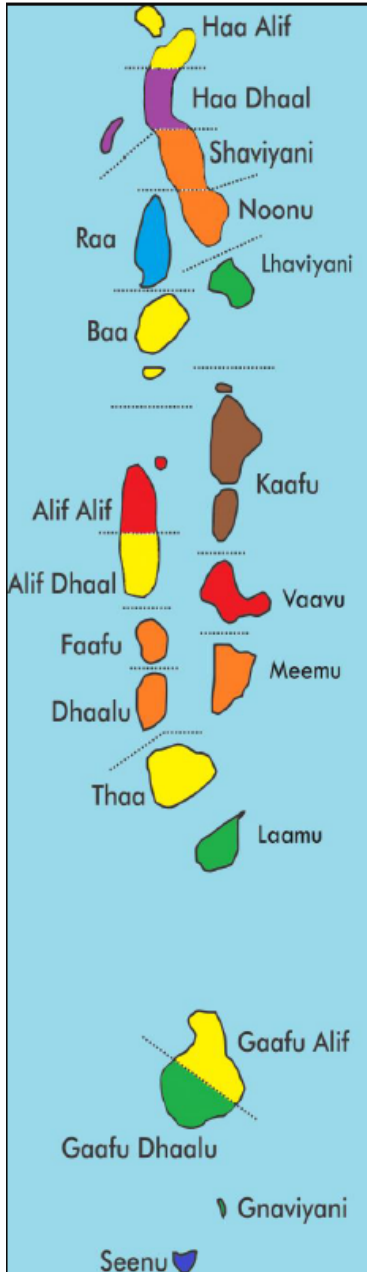 Haa Alif
Haa Dhaal
Shaviyani
Noonu
Raa
Lhaviyani
Baa
Kaafu
Alif Alif
Alif Dhaal
Vaavu
Faafu
Meemu
Dhaalu
Thaa
Laamu
Gaafu Alif
Gaafu Dhaalu
Gnaviyani
Seenu